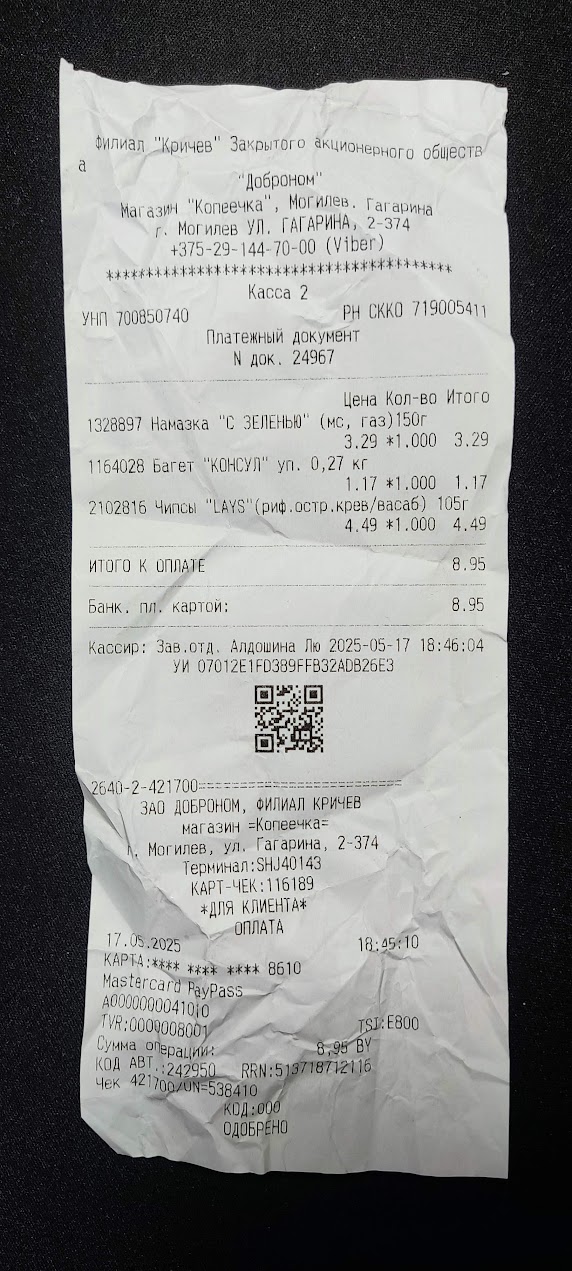 Филиал "Кричев" Закрытого акционерного обществ
а
"Доброном"
Магазин "Копеечка", Могилев. Гагарина
г. Могилев УЛ. ГАГАРИНА, 2-374
+375-29-144-70-00 (Viber)
*******************************************
Касса 2
УНП 700850740 РН СККО 719005411
Платежный документ
N док. 24967
Цена Кол-во Итого
1328897 Намазка "С ЗЕЛЕНЬЮ" (мс, газ)150г
3.29 *1.000 3.29
1164028 Багет "КОНСУЛ" уп. 0,27 кг
1.17 *1.000 1.17
2102816 Чипсы "LAYS"(риф.остр.крев/васаб) 105г
4.49 *1.000 4.49
ИТОГО К ОПЛАТЕ 8.95
Банк. пл. картой: 8.95
Кассир: Зав.отд. Алдошина Лю 2025-05-17 18:46:04
УИ 07012E1FD389FFB32ADB26E3
2640-2-421700=========================
ЗАО ДОБРОНОМ, ФИЛИАЛ КРИЧЕВ
магазин =Копеечка=
г. Могилев, ул. Гагарина, 2-374
Терминал:SHJ40143
КАРТ-ЧЕК:116189
*ДЛЯ КЛИЕНТА*
ОПЛАТА
17.05.2025 18:45:10
КАРТА:**** **** **** 8610
Mastercard PayPass
A0000000041010
TVR:0000008001 TSI:E800
Сумма операции: 8,95 BY
КОД АВТ.:242950 RRN:513718712116
Чек 421700/UN=538410
КОД:000
ОДОБРЕНО